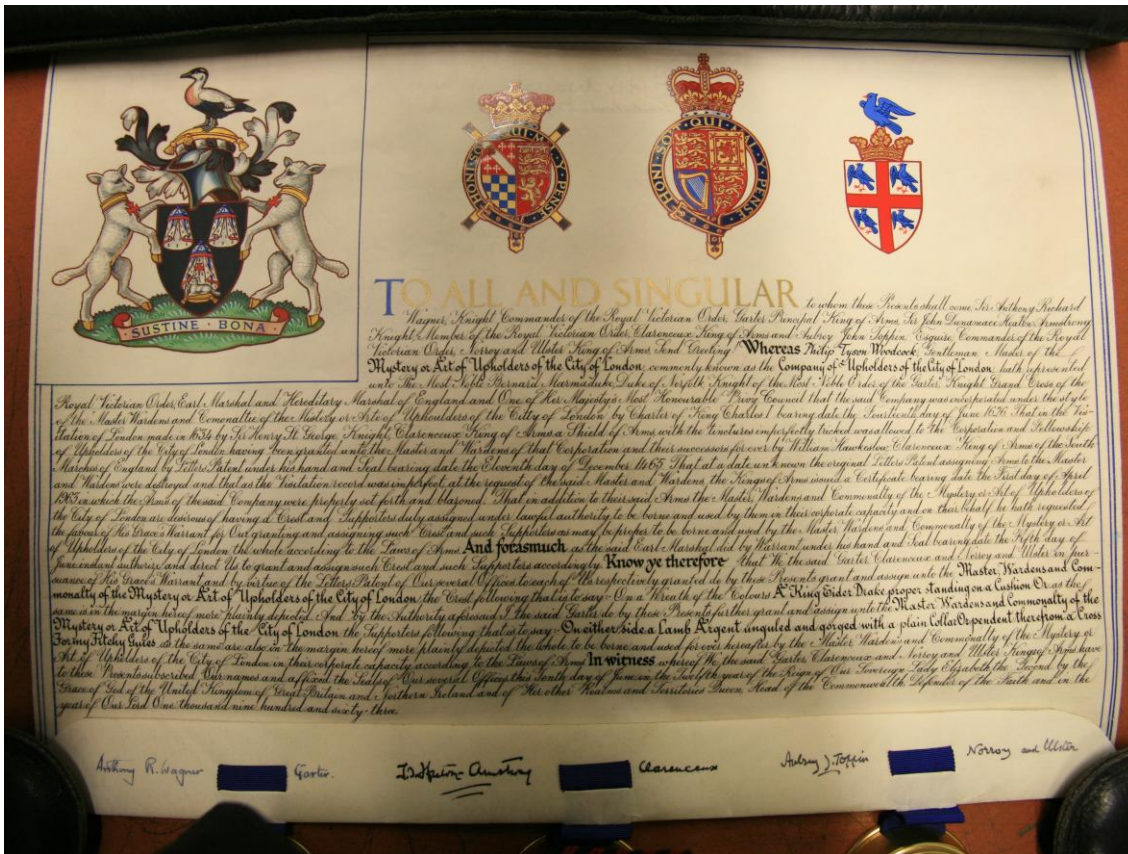 SUSTINE · BONA
HONI SOIT QUI MAL Y PENSE
HONI · SOIT · QUI · MAL · Y · PENSE
TO ALL AND SINGULAR to whom these Presents shall come, Sir Anthony Richard
Wagner, Knight Commander of the Royal Victorian Order, Garter Principal King of Arms, Sir John Dunamace Heaton-Armstrong
Knight, Member of the Royal Victorian Order, Clarenceux King of Arms and Aubrey John Toppin, Esquire, Commander of the Royal
Victorian Order, Norroy and Ulster King of Arms Send Greeting Whereas Philip Tyson Woodcock, Gentleman, Master of the
Mystery or Art of Upholders of the City of London, commonly known as the Company of Upholders of the City of London, hath represented
unto The Most Noble Bernard Marmaduke, Duke of Norfolk Knight of the Most Noble Order of the Garter, Knight Grand Cross of the
Royal Victorian Order, Earl Marshal and Hereditary Marshal of England and One of Her Majesty's Most Honourable Privy Council that the said Company was incorporated under the style
of the Master Wardens and Comonaltie of the Mistery or Arte of Uphoulders of the Citty of London by Charter of King Charles I bearing date the Fourteenth day of June 1626 That in the Vis-
itation of London made in 1634 by Sir Henry St. George, Knight, Clarenceux King of Arms a Shield of Arms with the tinctures imperfectly tricked was allowed to the Corporation and Fellowship
of Upholders of the City of London having been granted unto the Master and Wardens of that Corporation and their successors for ever by William Hawkeslow, Clarenceux King of Arms of the South
Marches of England by Letters Patent under his hand and Seal bearing date the Eleventh day of December 1465 That at a date unknown the original Letters Patent assigning Arms to the Master
and Wardens were destroyed and that as the Visitation record was imperfect, at the request of the said Master and Wardens, the Kings of Arms issued a Certificate bearing date the First day of April
1963 in which the Arms of the said Company were properly set forth and blazoned That in addition to their said Arms the Master, Wardens and Commonalty of the Mystery or Art of Upholders of
the City of London are desirous of having a Crest and Supporters duly assigned under lawful authority to be borne and used by them in their corporate capacity and on their behalf he hath requested
the favour of His Grace's Warrant for Our granting and assigning such Crest and such Supporters as may be proper to be borne and used by the Master Wardens and Commonalty of the Mystery or Art
of Upholders of the City of London the whole according to the Laws of Arms And forasmuch as the said Earl Marshal did by Warrant under his hand and Seal bearing date the Fifth day of
June instant authorize and direct Us to grant and assign such Crest and such Supporters accordingly Know ye therefore that We the said Garter Clarenceux and Norroy and Ulster in pur-
suance of His Grace's Warrant and by virtue of the Letters Patent of Our several Offices to each of Us respectively granted do by these Presents grant and assign unto the Master Wardens and Com-
monalty of the Mystery or Art of Upholders of the City of London the Crest following that is to say:- On a Wreath of the Colours A King Eider Drake proper standing on a Cushion Or as the
same is in the margin hereof more plainly depicted And by the Authority aforesaid I the said Garter do by these Presents further grant and assign unto the Master Wardens and Commonalty of the
Mystery or Art of Upholders of the City of London the Supporters following that is to say:- On either side a Lamb Argent unguled and gorged with a plain Collar Or pendent therefrom a Cross
Formy Fitchy Gules as the same are also in the margin hereof more plainly depicted the whole to be borne and used for ever hereafter by the Master Wardens and Commonalty of the Mystery or
Art of Upholders of the City of London in their corporate capacity according to the Laws of Arms In witness whereof We the said Garter Clarenceux and Norroy and Ulster Kings of Arms have
to these Presents subscribed Our names and affixed the Seals of Our several Offices this Tenth day of June in the Twelfth year of the Reign of Our Sovereign Lady Elizabeth the Second by the
Grace of God of the United Kingdom of Great Britain and Northern Ireland and of Her other Realms and Territories Queen, Head of the Commonwealth, Defender of the Faith and in the
year of Our Lord One thousand nine hundred and sixty-three.
Anthony R. Wagner Garter. Clarenceux Aubrey J. Toppin Norroy and Ulster